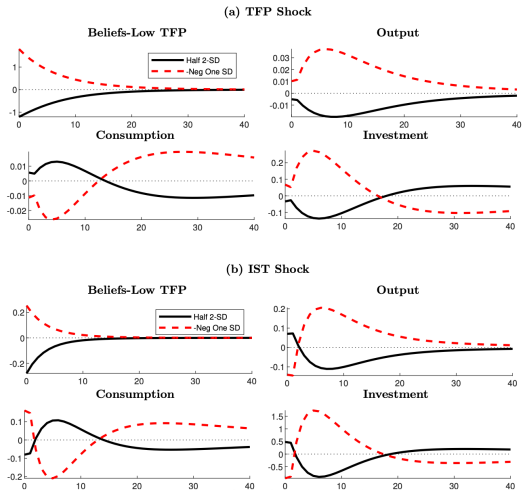 (a) TFP Shock
Beliefs-Low TFP
Output
Half 2-SD
-Neg One SD
1
0
-1
0 10 20 30 40
0.03
0.02
0.01
0
-0.01
0 10 20 30 40
Consumption
Investment
0.01
0
-0.01
-0.02
0 10 20 30 40
0.2
0.1
0
-0.1
0 10 20 30 40
(b) IST Shock
Beliefs-Low TFP
Output
Half 2-SD
-Neg One SD
0.2
0
-0.2
0 10 20 30 40
0.2
0.1
0
-0.1
0 10 20 30 40
Consumption
Investment
0.1
0
-0.1
-0.2
0 10 20 30 40
1.5
1.0
0.5
0
-0.5
0 10 20 30 40